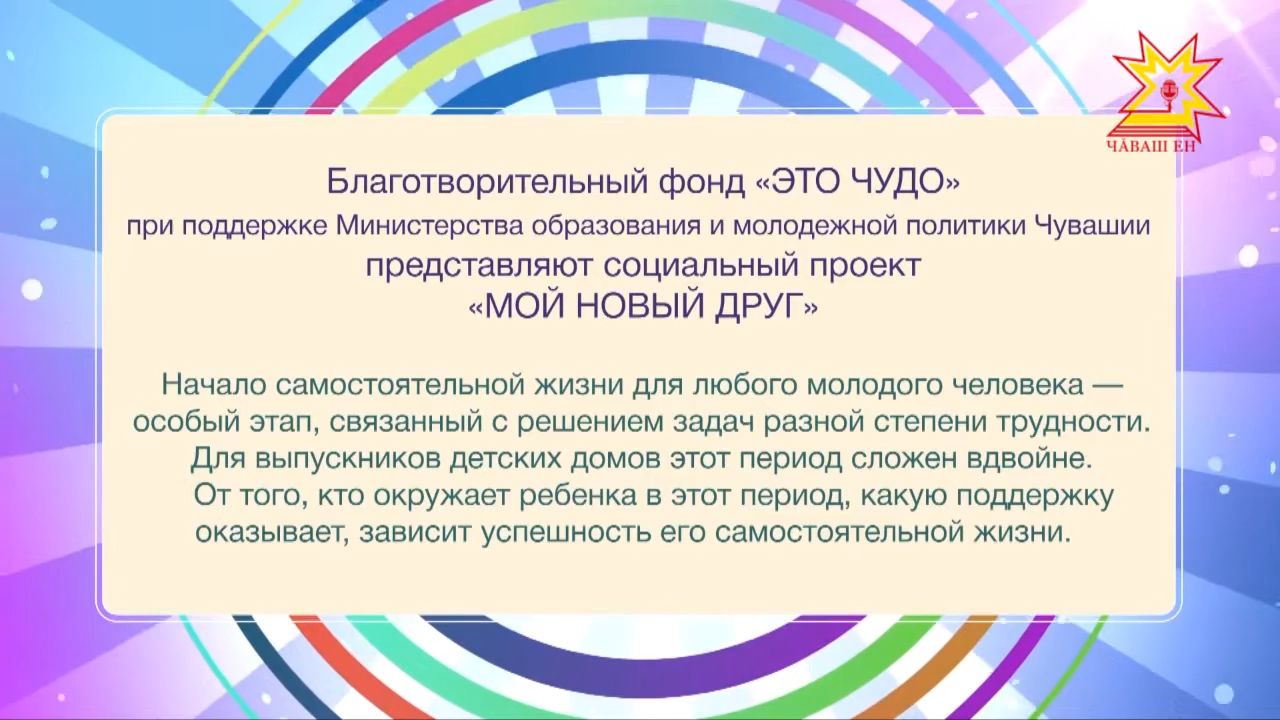 ЧӐВАШ ЕН
Благотворительный фонд «ЭТО ЧУДО»
при поддержке Министерства образования и молодежной политики Чувашии
представляют социальный проект
«МОЙ НОВЫЙ ДРУГ»
Начало самостоятельной жизни для любого молодого человека —
особый этап, связанный с решением задач разной степени трудности.
Для выпускников детских домов этот период сложен вдвойне.
От того, кто окружает ребенка в этот период, какую поддержку
оказывает, зависит успешность его самостоятельной жизни.